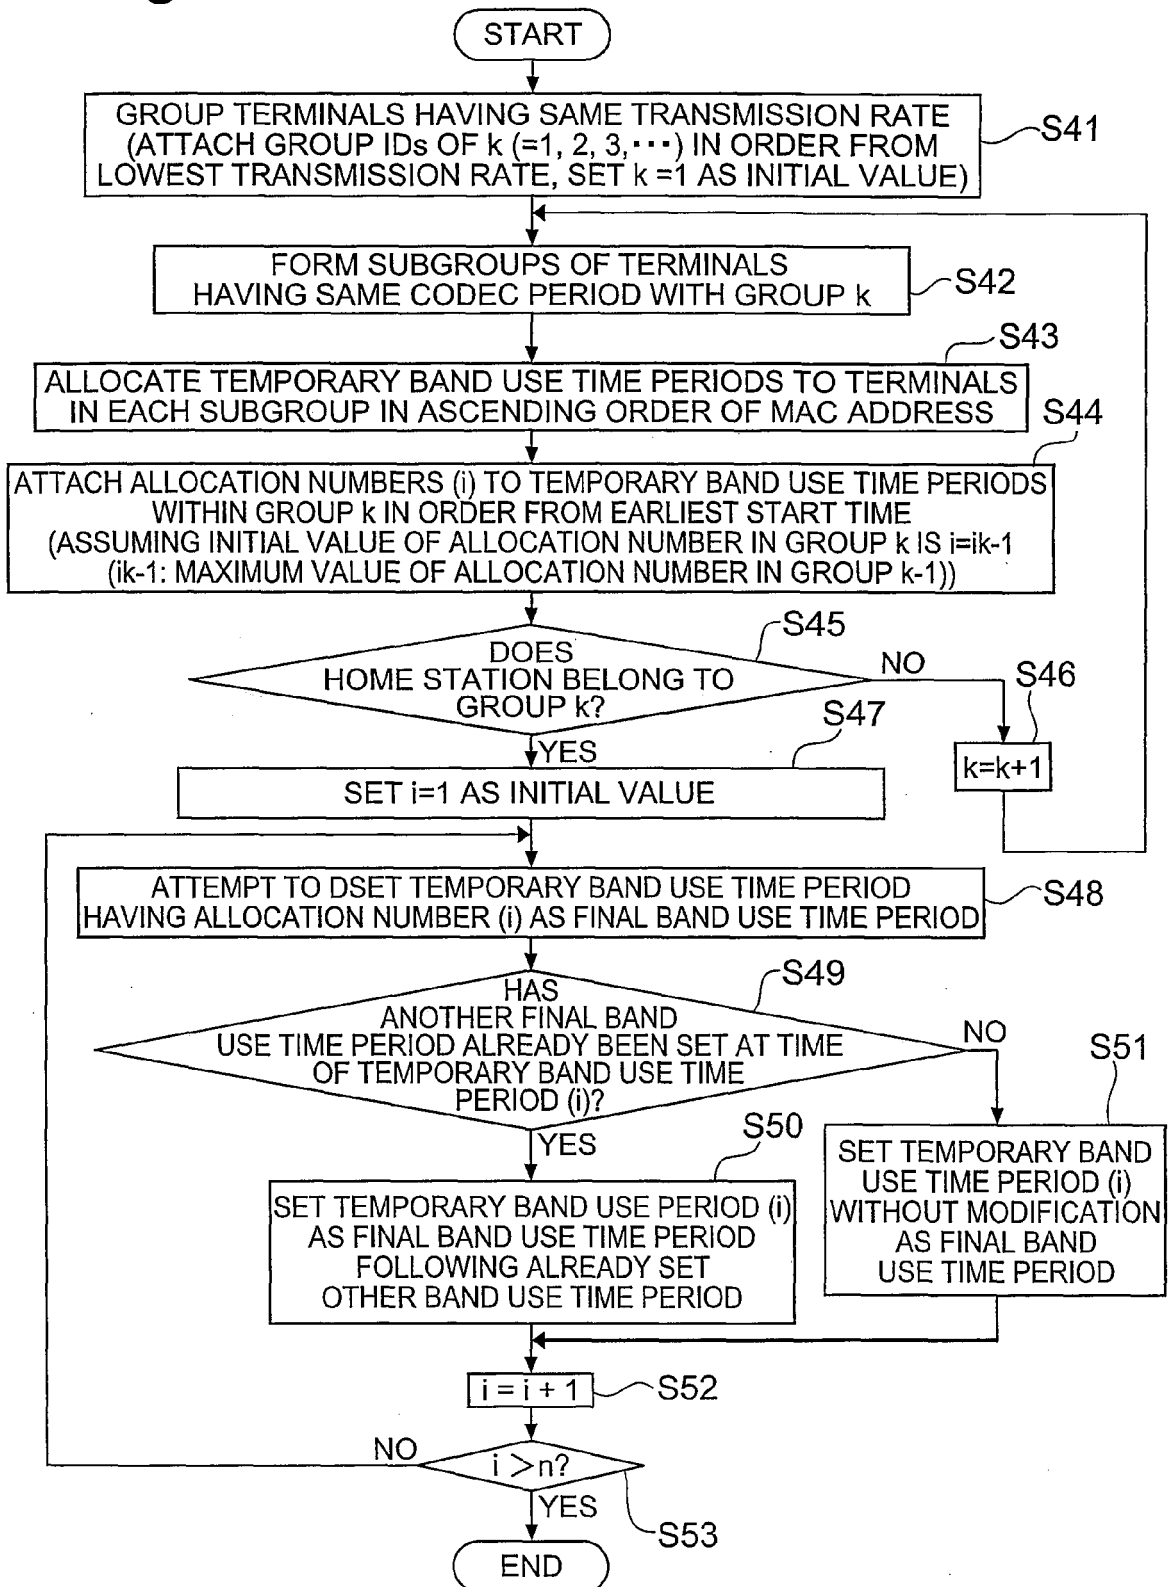 START
GROUP TERMINALS HAVING SAME TRANSMISSION RATE
(ATTACH GROUP IDs OF k (=1, 2, 3,···) IN ORDER FROM
LOWEST TRANSMISSION RATE, SET k =1 AS INITIAL VALUE)
S41
FORM SUBGROUPS OF TERMINALS
HAVING SAME CODEC PERIOD WITH GROUP k
S42
S43
ALLOCATE TEMPORARY BAND USE TIME PERIODS TO TERMINALS
IN EACH SUBGROUP IN ASCENDING ORDER OF MAC ADDRESS
S44
ATTACH ALLOCATION NUMBERS (i) TO TEMPORARY BAND USE TIME PERIODS
WITHIN GROUP k IN ORDER FROM EARLIEST START TIME
(ASSUMING INITIAL VALUE OF ALLOCATION NUMBER IN GROUP k IS i=ik-1
(ik-1: MAXIMUM VALUE OF ALLOCATION NUMBER IN GROUP k-1))
S45
DOES
HOME STATION BELONG TO
GROUP k?
NO
S46
k=k+1
YES
S47
SET i=1 AS INITIAL VALUE
ATTEMPT TO DSET TEMPORARY BAND USE TIME PERIOD
HAVING ALLOCATION NUMBER (i) AS FINAL BAND USE TIME PERIOD
S48
S49
HAS
ANOTHER FINAL BAND
USE TIME PERIOD ALREADY BEEN SET AT TIME
OF TEMPORARY BAND USE TIME
PERIOD (i)?
NO
S51
SET TEMPORARY BAND
USE TIME PERIOD (i)
WITHOUT MODIFICATION
AS FINAL BAND
USE TIME PERIOD
YES
S50
SET TEMPORARY BAND USE PERIOD (i)
AS FINAL BAND USE TIME PERIOD
FOLLOWING ALREADY SET
OTHER BAND USE TIME PERIOD
i = i + 1
S52
NO
i >n?
YES
S53
END